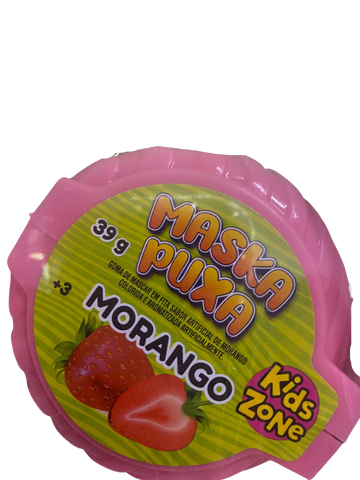 39 g
MASKA
PUXA
GOMA DE MASCAR EM FITA SABOR ARTIFICIAL DE MORANGO
COLORIDA E AROMATIZADA ARTIFICIALMENTE.
+3
MORANGO
Kids
ZoNe